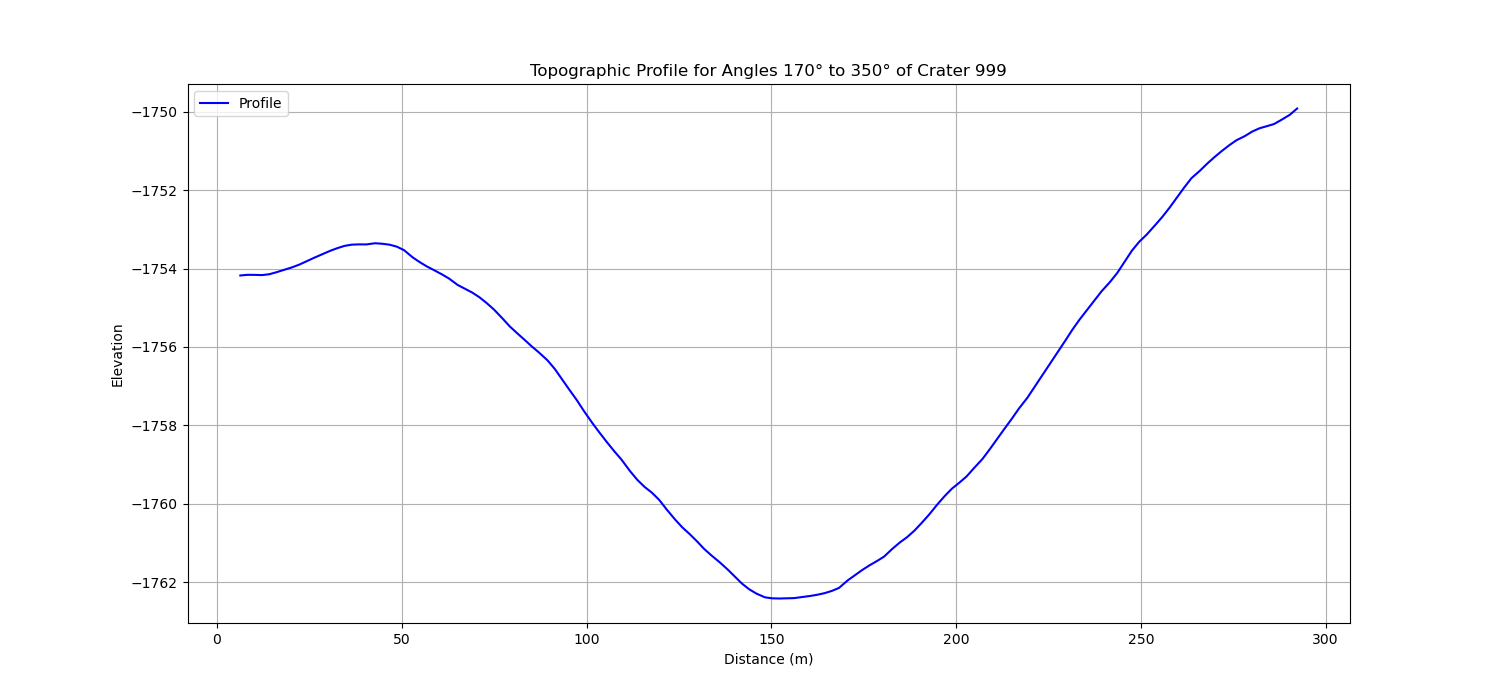 Topographic Profile for Angles 170° to 350° of Crater 999
Profile
−1750
−1752
−1754
−1756
−1758
−1760
−1762
Elevation
0 50 100 150 200 250 300
Distance (m)